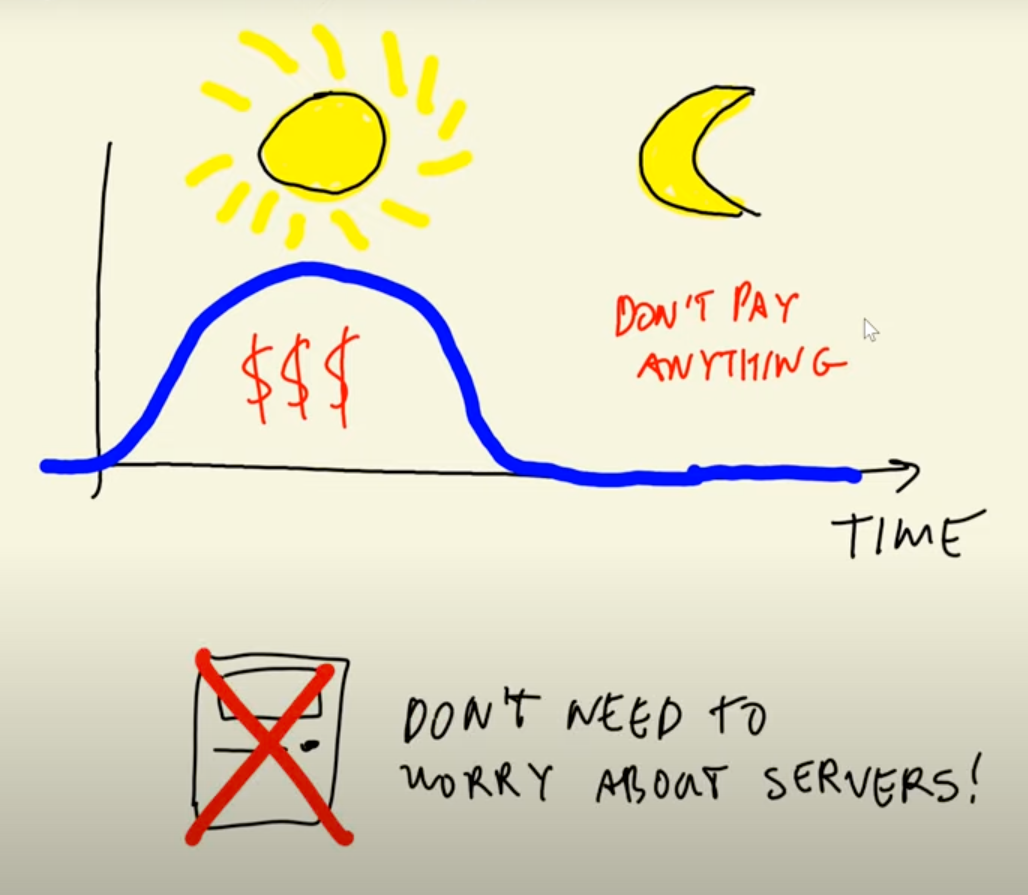 $$$
DON'T PAY
ANYTHING
TIME
DON'T NEED TO
WORRY ABOUT SERVERS!